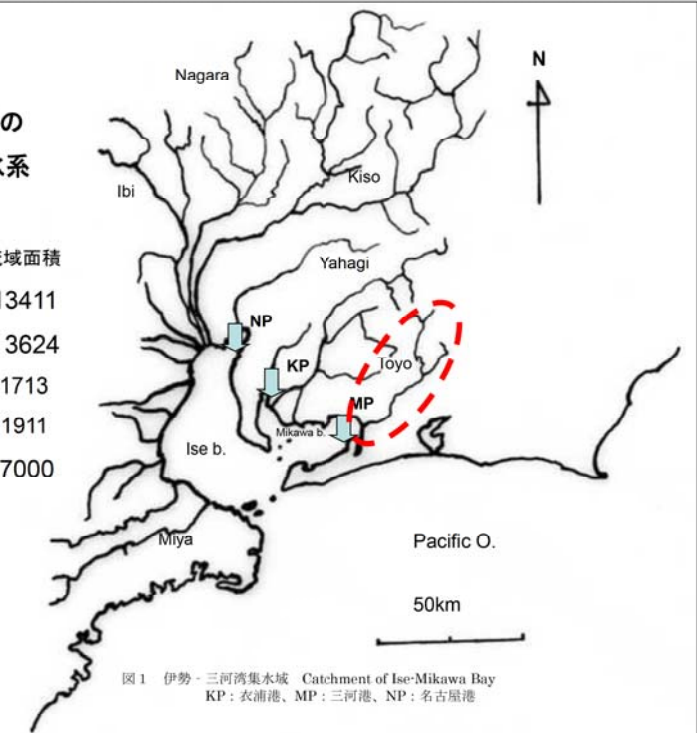 の
水系
流域面積
13411
3624
1713
1911
7000
Nagara
N
Ibi
Kiso
Yahagi
NP
KP
Toyo
MP
Mikawa b.
Ise b.
Miya
Pacific O.
50km
図1 伊勢‐三河湾集水域 Catchment of Ise-Mikawa Bay
KP：衣浦港、MP：三河港、NP：名古屋港